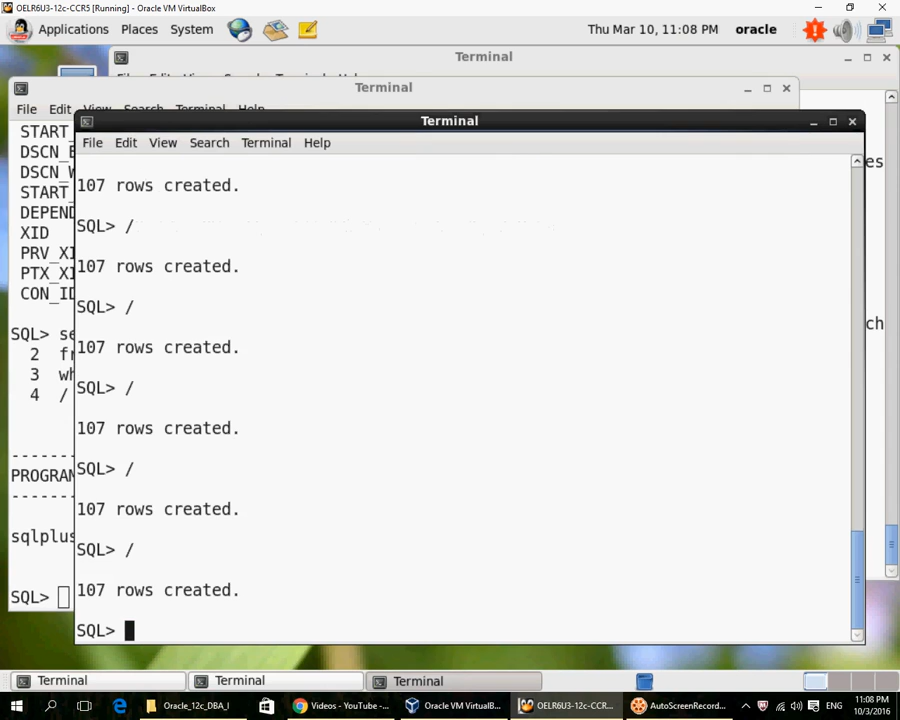 OELR6U3-12c-CCR5 [Running] - Oracle VM VirtualBox
Applications Places System Thu Mar 10, 11:08 PM oracle
Terminal
Terminal
File Edit View Search Terminal Help
Terminal
File Edit View Search Terminal Help
START_
DSCN_
DSCN_
START_
DEPEND
XID
PRV_XI
PTX_XI
CON_ID
SQL> se
2 fr
3 wh
4 /
-------
PROGRAM
-------
sqlplus
SQL>
es
ch
107 rows created.
SQL> /
107 rows created.
SQL> /
107 rows created.
SQL> /
107 rows created.
SQL> /
107 rows created.
SQL> /
107 rows created.
SQL>
Terminal Terminal Terminal
Oracle_12c_DBA_I Videos - YouTube -... Oracle VM VirtualB... OELR6U3-12c-CCR... AutoScreenRecord... ENG 11:08 PM
10/3/2016